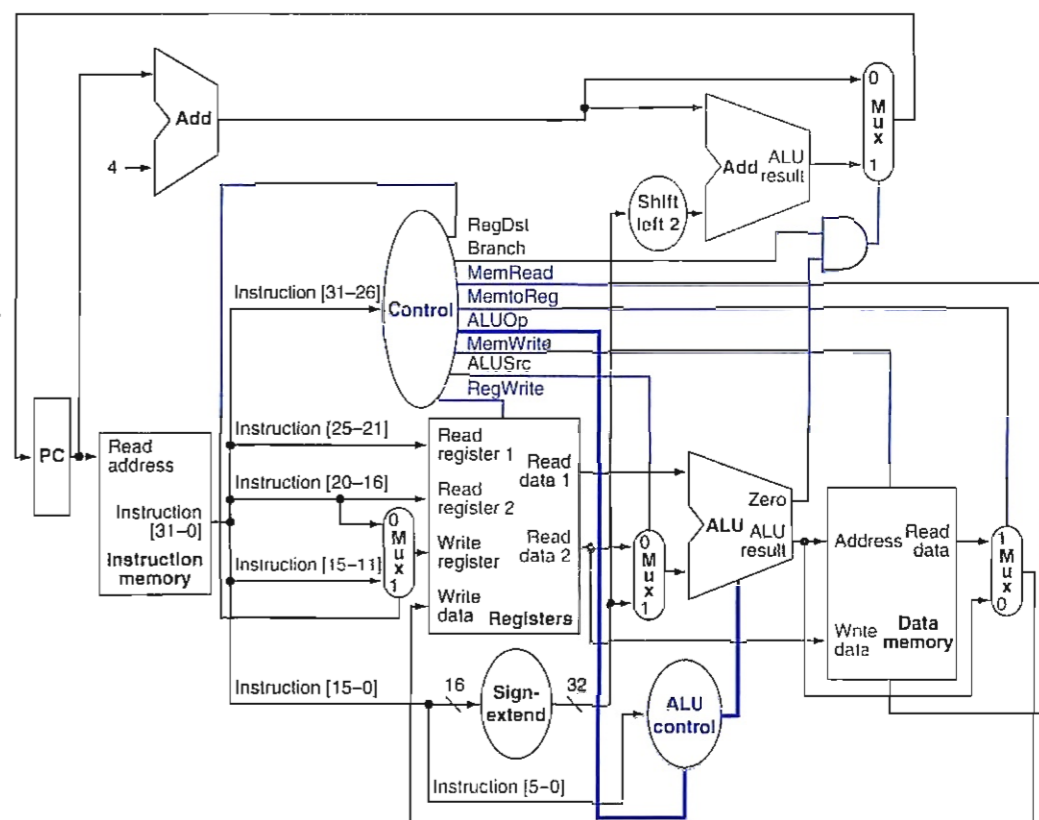 0
M
u
x
1
Add
4
Add
ALU
result
Shift
left 2
RegDst
Branch
MemRead
MemtoReg
ALUOp
MemWrite
ALUSrc
RegWrite
Instruction [31–26]
Control
PC
Read
address
Instruction
[31–0]
Instruction
memory
Instruction [25–21]
Instruction [20–16]
Instruction [15–11]
0
M
u
x
1
Read
register 1
Read
register 2
Write
register
Write
data
Read
data 1
Read
data 2
Registers
0
M
u
x
1
Zero
ALU
ALU
result
Address
Read
data
Write
data
Data
memory
1
M
u
x
0
Instruction [15–0]
16
Sign-
extend
32
ALU
control
Instruction [5–0]